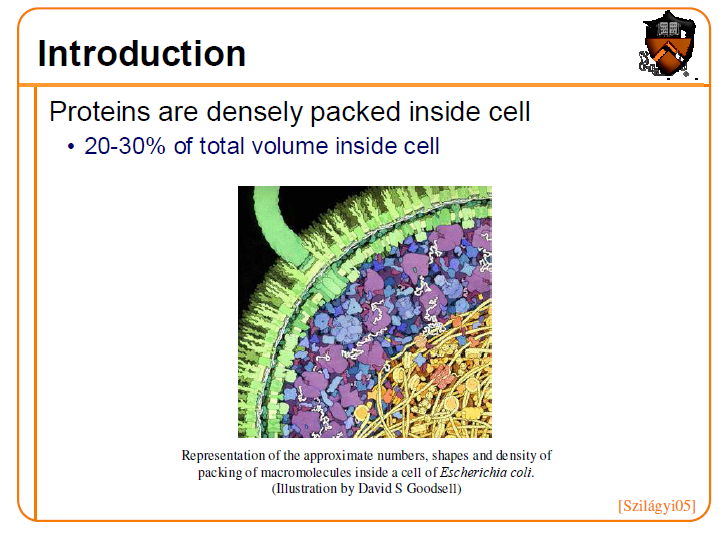 Introduction
Proteins are densely packed inside cell
• 20-30% of total volume inside cell
Representation of the approximate numbers, shapes and density of
packing of macromolecules inside a cell of Escherichia coli.
(Illustration by David S Goodsell)
[Szilágyi05]